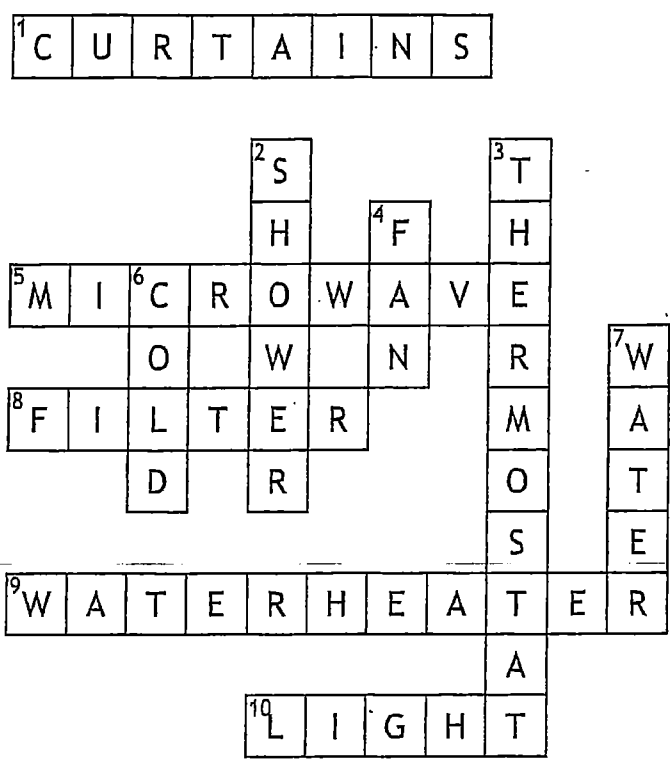 1 C U R T A I N S
2 S 3 T
H 4 F H
5 M I 6 C R O W A V E
O W N R 7 W
8 F I L T E R M A
D R O T
S E
9 W A T E R H E A T E R
A
10 L I G H T